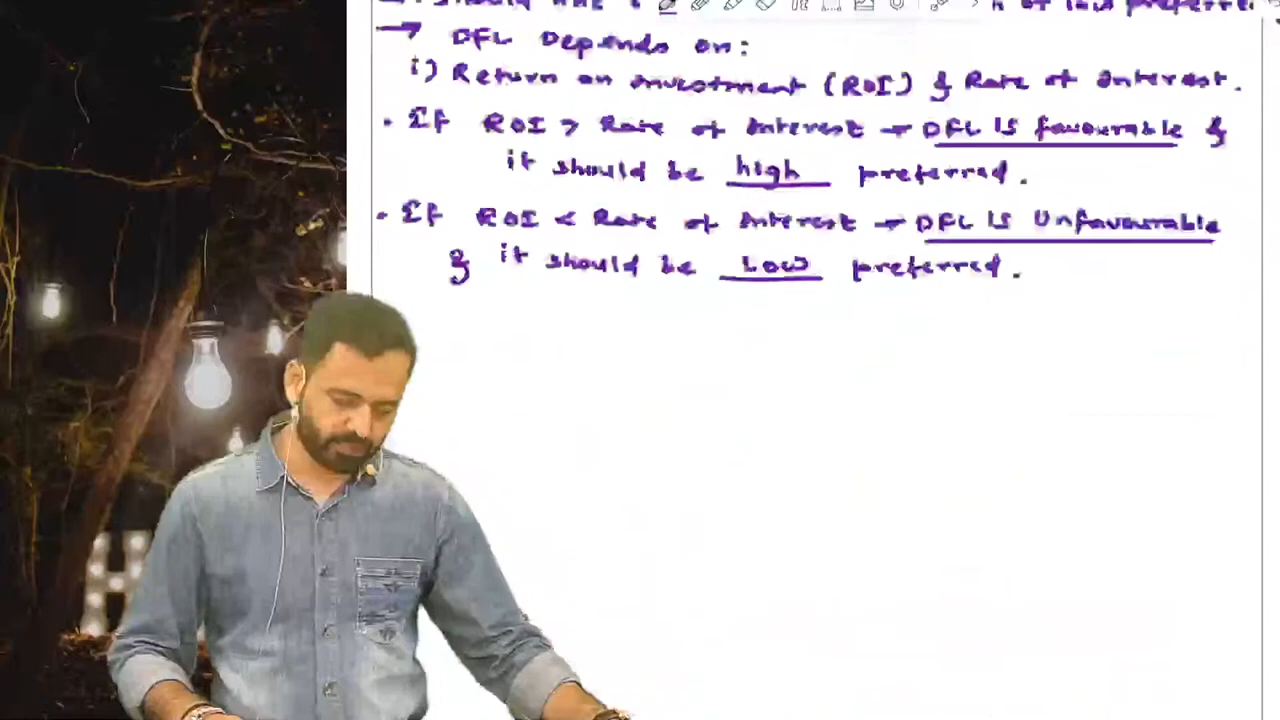 → DFL Depends on:
i) Return on investment (ROI) & Rate of interest.
• If ROI > Rate of interest → DFL is favourable &
it should be high preferred.
• If ROI < Rate of interest → DFL is Unfavourable
& it should be Low preferred.